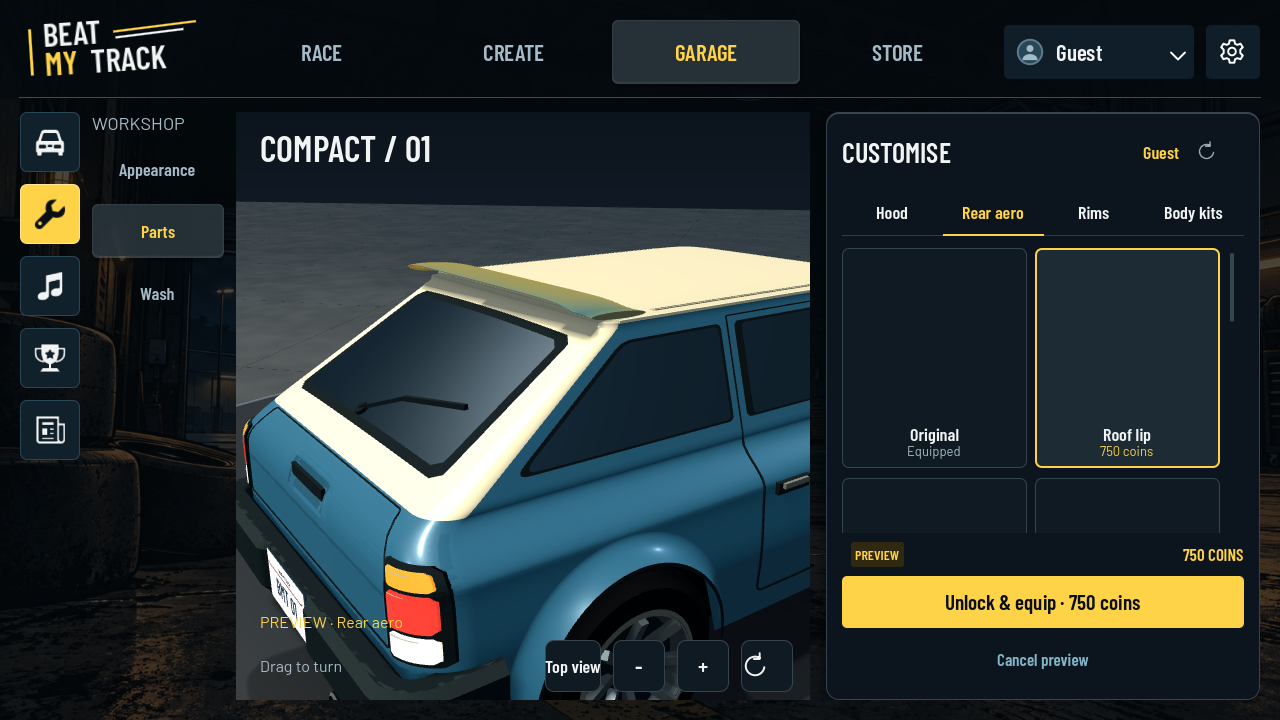 BEAT
MY TRACK
RACE
CREATE
GARAGE
STORE
Guest
WORKSHOP
Appearance
Parts
Wash
COMPACT / 01
PREVIEW · Rear aero
Drag to turn
Top view
-
+
CUSTOMISE
Guest
Hood
Rear aero
Rims
Body kits
Original
Equipped
Roof lip
750 coins
PREVIEW
750 COINS
Unlock & equip · 750 coins
Cancel preview